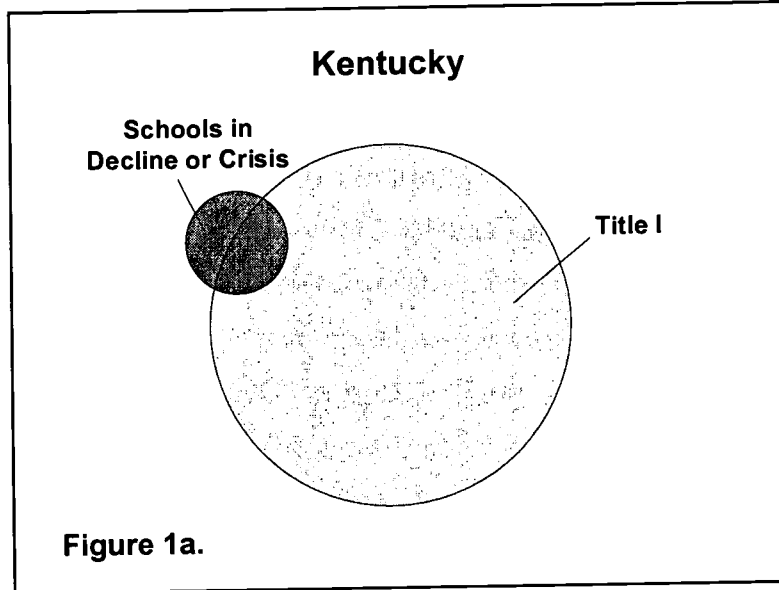 Kentucky
Schools in
Decline or Crisis
Title I
Figure 1a.